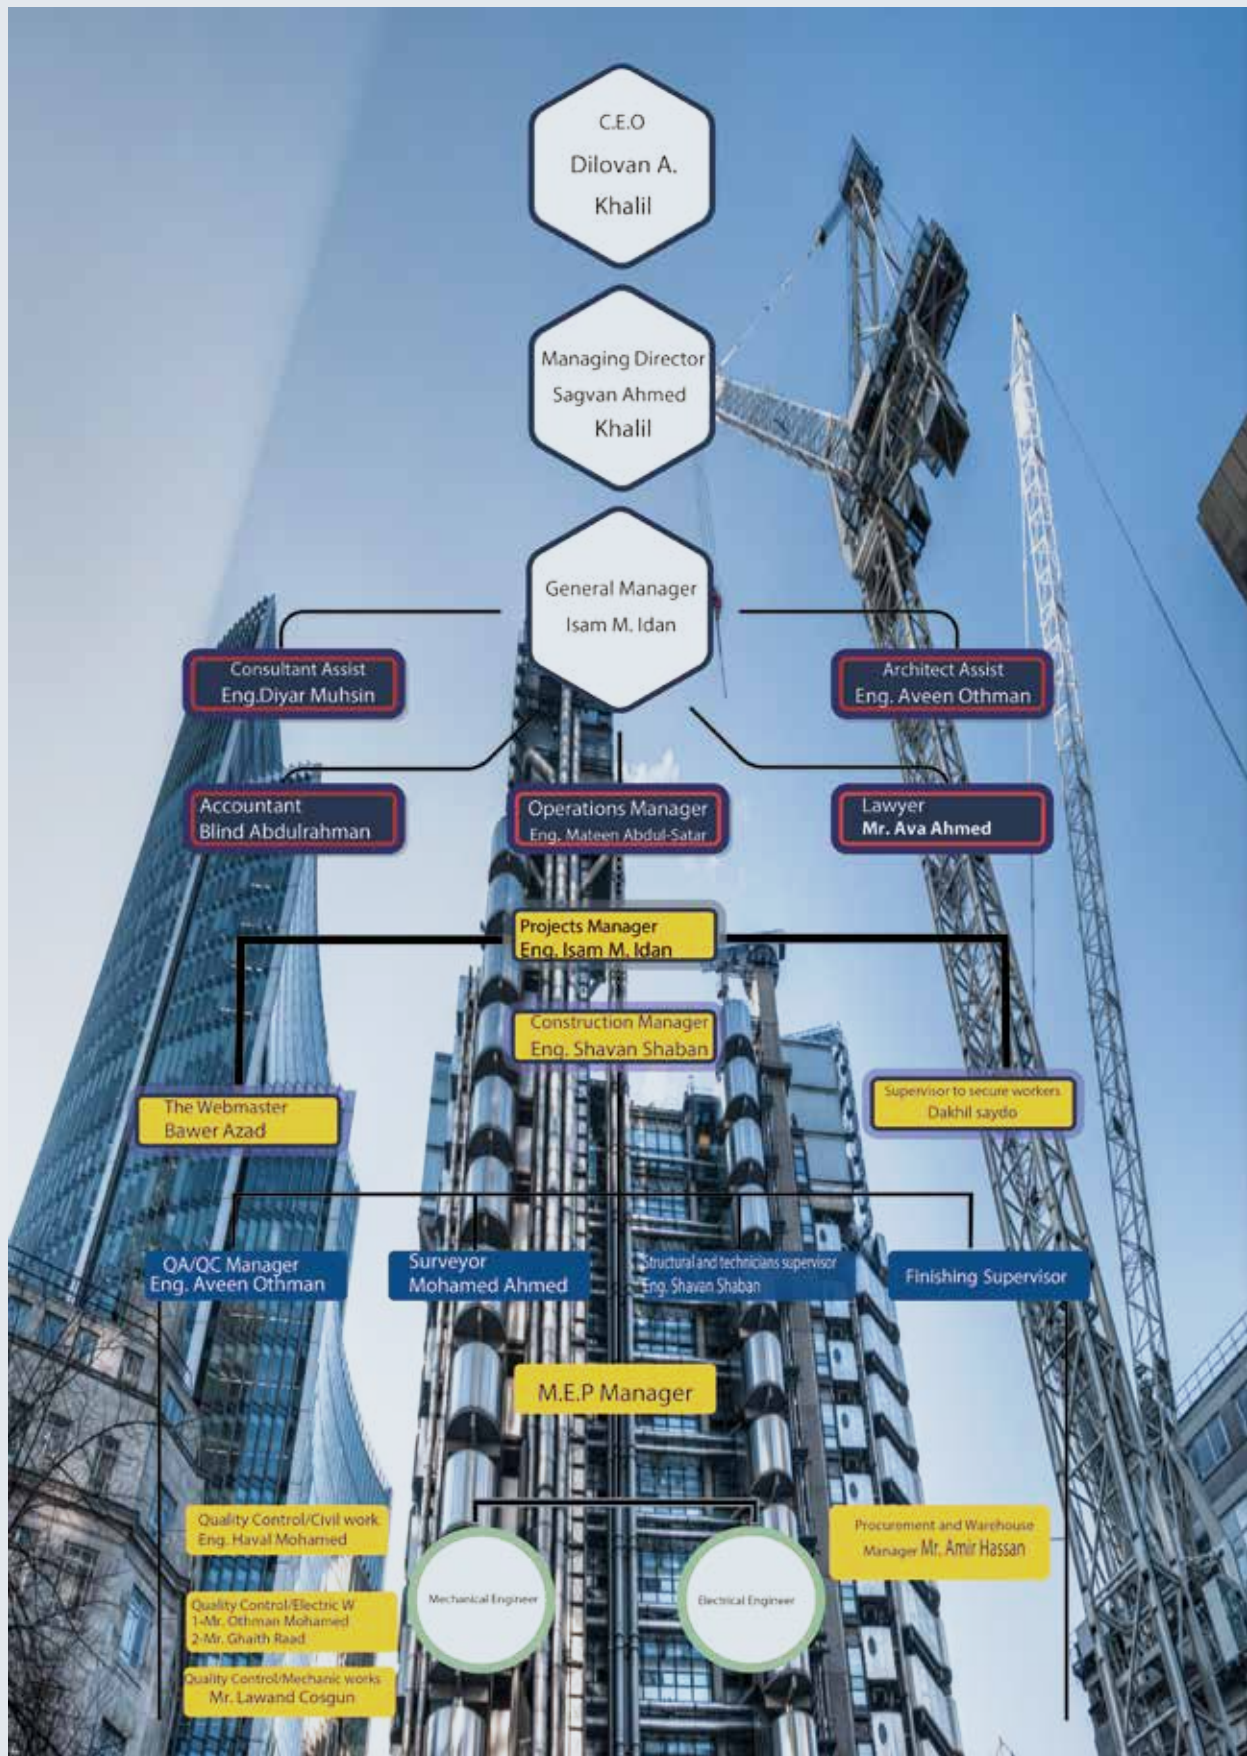 C.E.O
Dilovan A.
Khalil
Managing Director
Sagvan Ahmed
Khalil
General Manager
Isam M. Idan
Consultant Assist
Eng.Diyar Muhsin
Architect Assist
Eng. Aveen Othman
Accountant
Blind Abdulrahman
Operations Manager
Eng. Mateen Abdul-Satar
Lawyer
Mr. Ava Ahmed
Projects Manager
Eng. Isam M. Idan
Construction Manager
Eng. Shavan Shaban
The Webmaster
Bawer Azad
Supervisor to secure workers
Dakhil saydo
QA/QC Manager
Eng. Aveen Othman
Surveyor
Mohamed Ahmed
Structural and technicians supervisor
Eng. Shavan Shaban
Finishing Supervisor
M.E.P Manager
Quality Control/Civil work
Eng. Haval Mohamed
Quality Control/Electric W
1-Mr. Othman Mohamed
2-Mr. Ghaith Raad
Quality Control/Mechanic works
Mr. Lawand Cosgun
Mechanical Engineer
Electrical Engineer
Procurement and Warehouse
Manager Mr. Amir Hassan